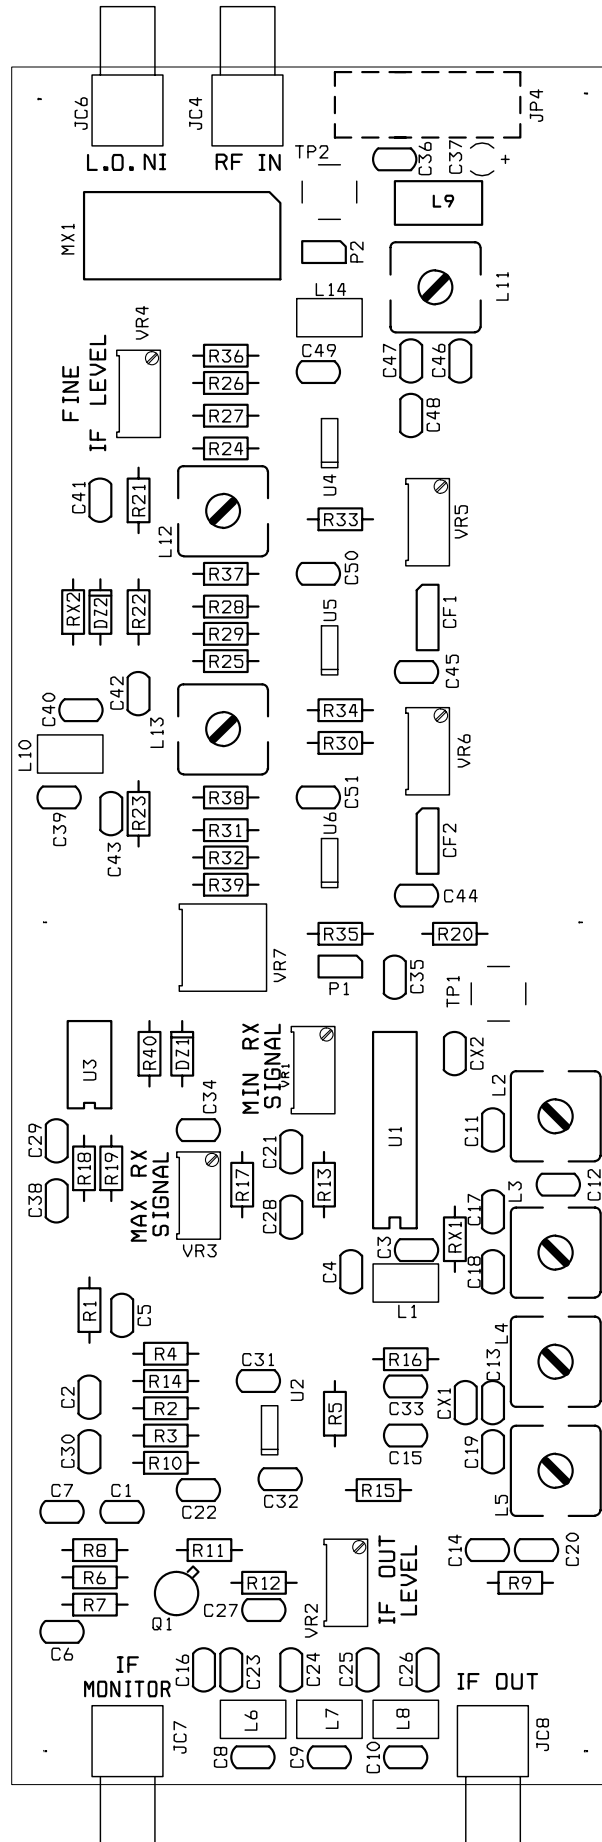 JC6
JC4
JP4
L.O.NI
RF IN
TP2
C36
C37
+
L9
MX1
P2
L14
L11
VR4
FINE
IF LEVEL
R36
R26
R27
R24
C49
C47
C46
C48
U4
C41
R21
L12
R33
VR5
R37
C50
RX2
DZ2
R22
R28
R29
R25
U5
CF1
C45
C42
C40
L10
L13
R34
R30
VR6
C39
C43
R23
R38
R31
R32
R39
C51
U6
CF2
C44
VR7
R35
R20
P1
C35
TP1
U3
R40
DZ1
MIN RX
SIGNAL
VR1
U1
CX2
L2
C11
C29
C38
R18
R19
C34
MAX RX
SIGNAL
VR3
R17
C21
C28
R13
C12
L3
C17
C18
RX1
C3
C4
L1
R1
C5
R4
R14
R2
R3
R10
C2
C30
C31
U2
R5
R16
C33
C15
L4
C13
CX1
C19
L5
C7
C1
C22
C32
R15
R8
R6
R7
R11
Q1
R12
C27
VR2
IF OUT
LEVEL
C14
C20
R9
C6
IF
MONITOR
C16
C23
C24
C25
C26
IF OUT
JC7
L6
L7
L8
JC8
C8
C9
C10